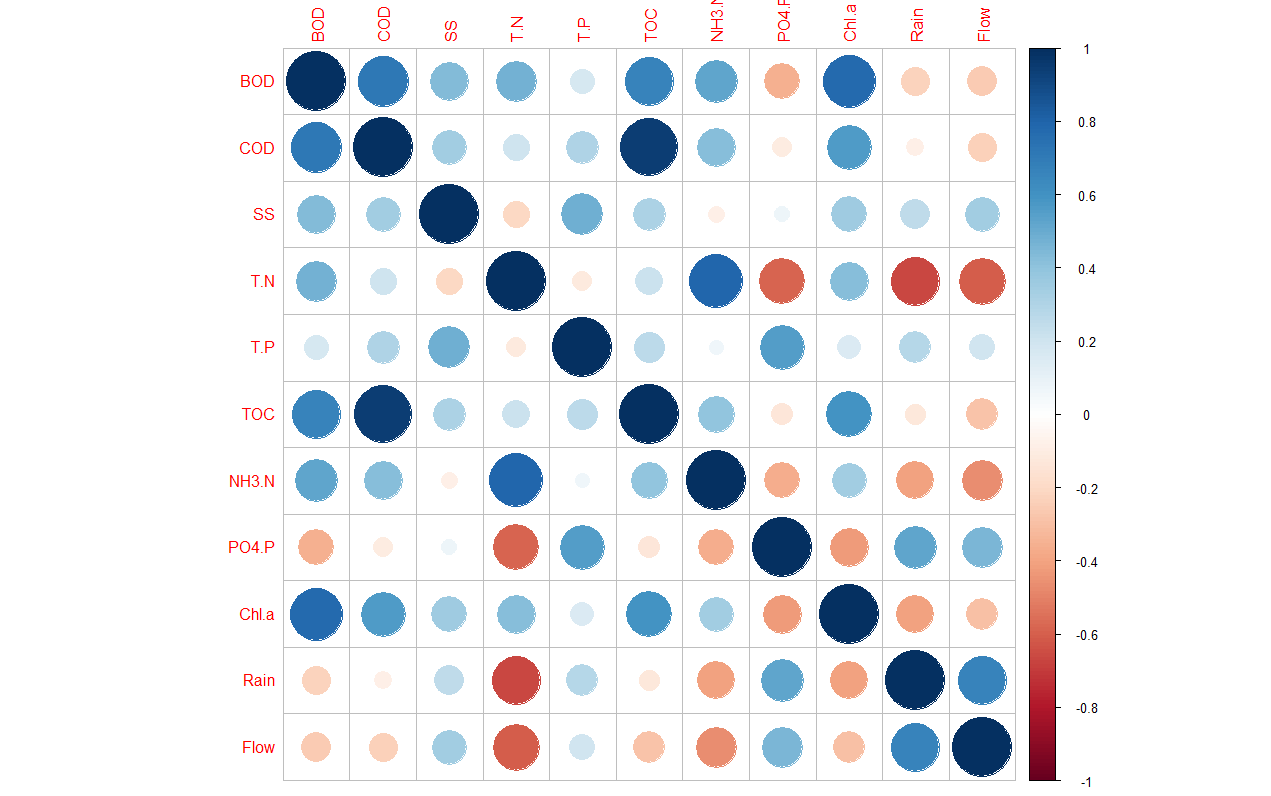 BOD
COD
SS
T.N
T.P
TOC
NH3.N
PO4.P
Chl.a
Rain
Flow
BOD
COD
SS
T.N
T.P
TOC
NH3.N
PO4.P
Chl.a
Rain
Flow
1
0.8
0.6
0.4
0.2
0
-0.2
-0.4
-0.6
-0.8
-1